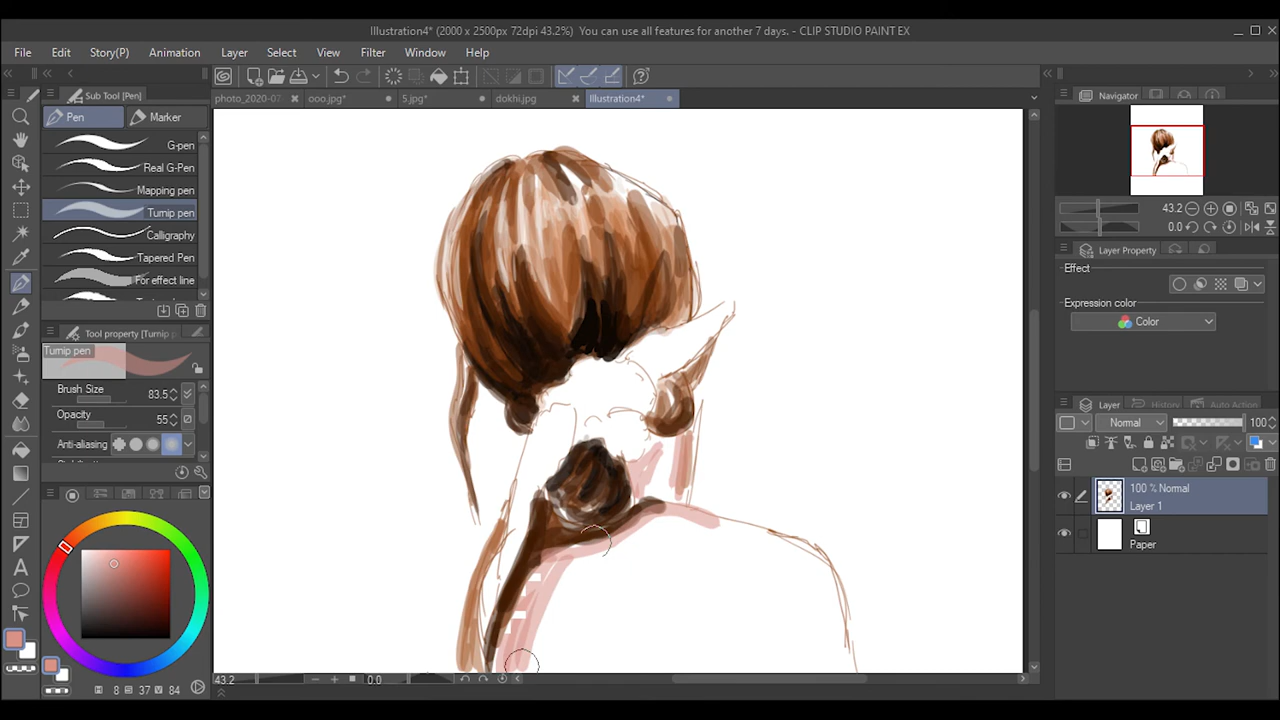 Illustration4* (2000 x 2500px 72dpi 43.2%)  You can use all features for another 7 days. - CLIP STUDIO PAINT EX
File Edit Story(P) Animation Layer Select View Filter Window Help
Sub Tool [Pen]
photo_2020-07 ooo.jpg* 5.jpg* dokhi.jpg Illustration4*
Navigator
Pen Marker
G-pen
Real G-Pen
Mapping pen
Turnip pen
Calligraphy
Tapered Pen
For effect line
43.2
0.0
Layer Property
Effect
Expression color
Color
Tool property [Turnip p
Turnip pen
Brush Size 83.5
Opacity 55
Anti-aliasing
Layer History Auto Action
Normal 100
100 % Normal
Layer 1
Paper
H 8 S 37 V 84
43.2 0.0